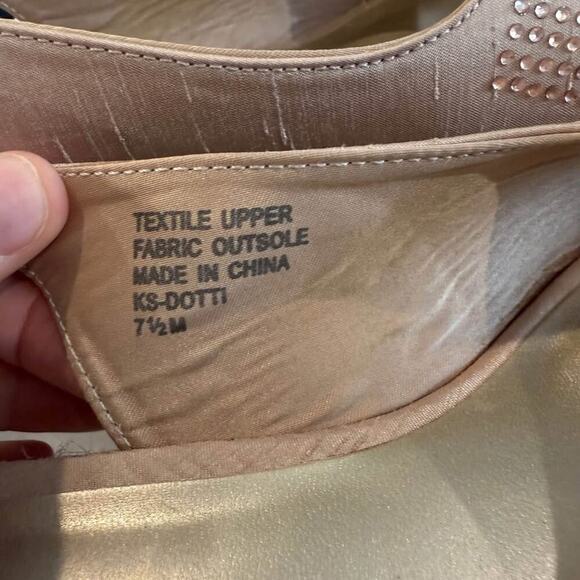 TEXTILE UPPER
FABRIC OUTSOLE
MADE IN CHINA
KS-DOTTI
7½M